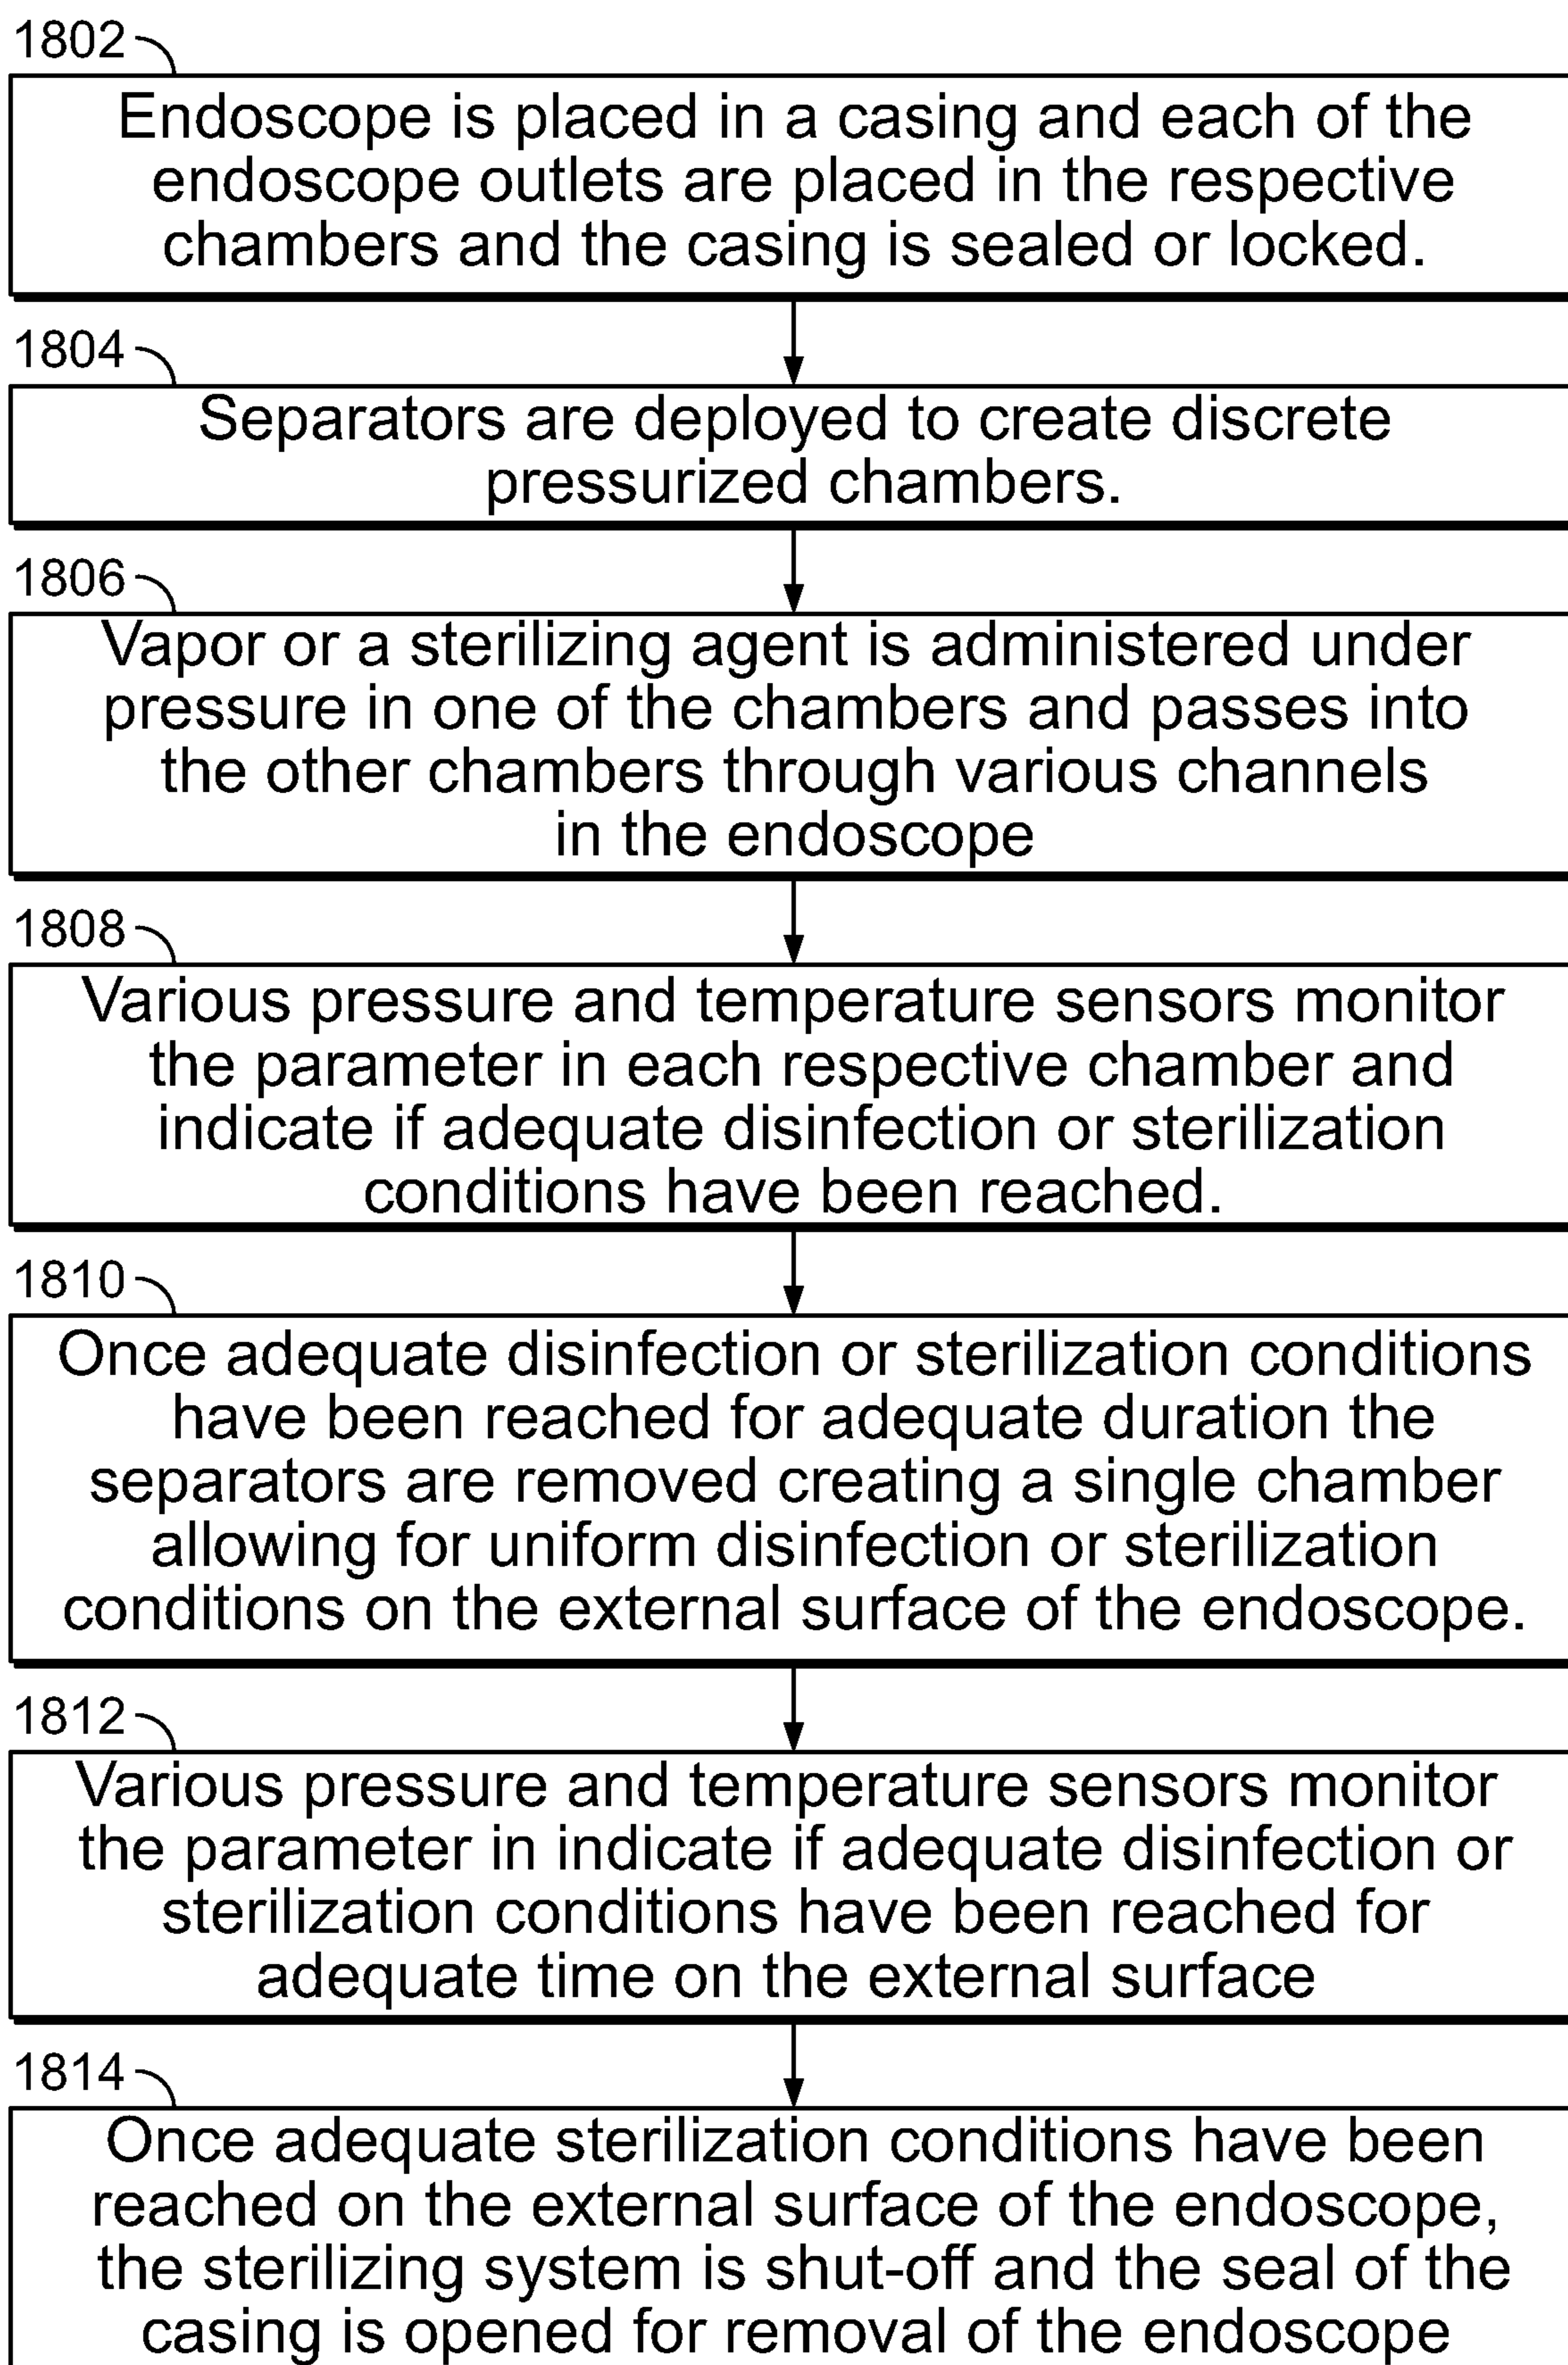 1802
Endoscope is placed in a casing and each of the
endoscope outlets are placed in the respective
chambers and the casing is sealed or locked.
1804
Separators are deployed to create discrete
pressurized chambers.
1806
Vapor or a sterilizing agent is administered under
pressure in one of the chambers and passes into
the other chambers through various channels
in the endoscope
1808
Various pressure and temperature sensors monitor
the parameter in each respective chamber and
indicate if adequate disinfection or sterilization
conditions have been reached.
1810
Once adequate disinfection or sterilization conditions
have been reached for adequate duration the
separators are removed creating a single chamber
allowing for uniform disinfection or sterilization
conditions on the external surface of the endoscope.
1812
Various pressure and temperature sensors monitor
the parameter in indicate if adequate disinfection or
sterilization conditions have been reached for
adequate time on the external surface
1814
Once adequate sterilization conditions have been
reached on the external surface of the endoscope,
the sterilizing system is shut-off and the seal of the
casing is opened for removal of the endoscope